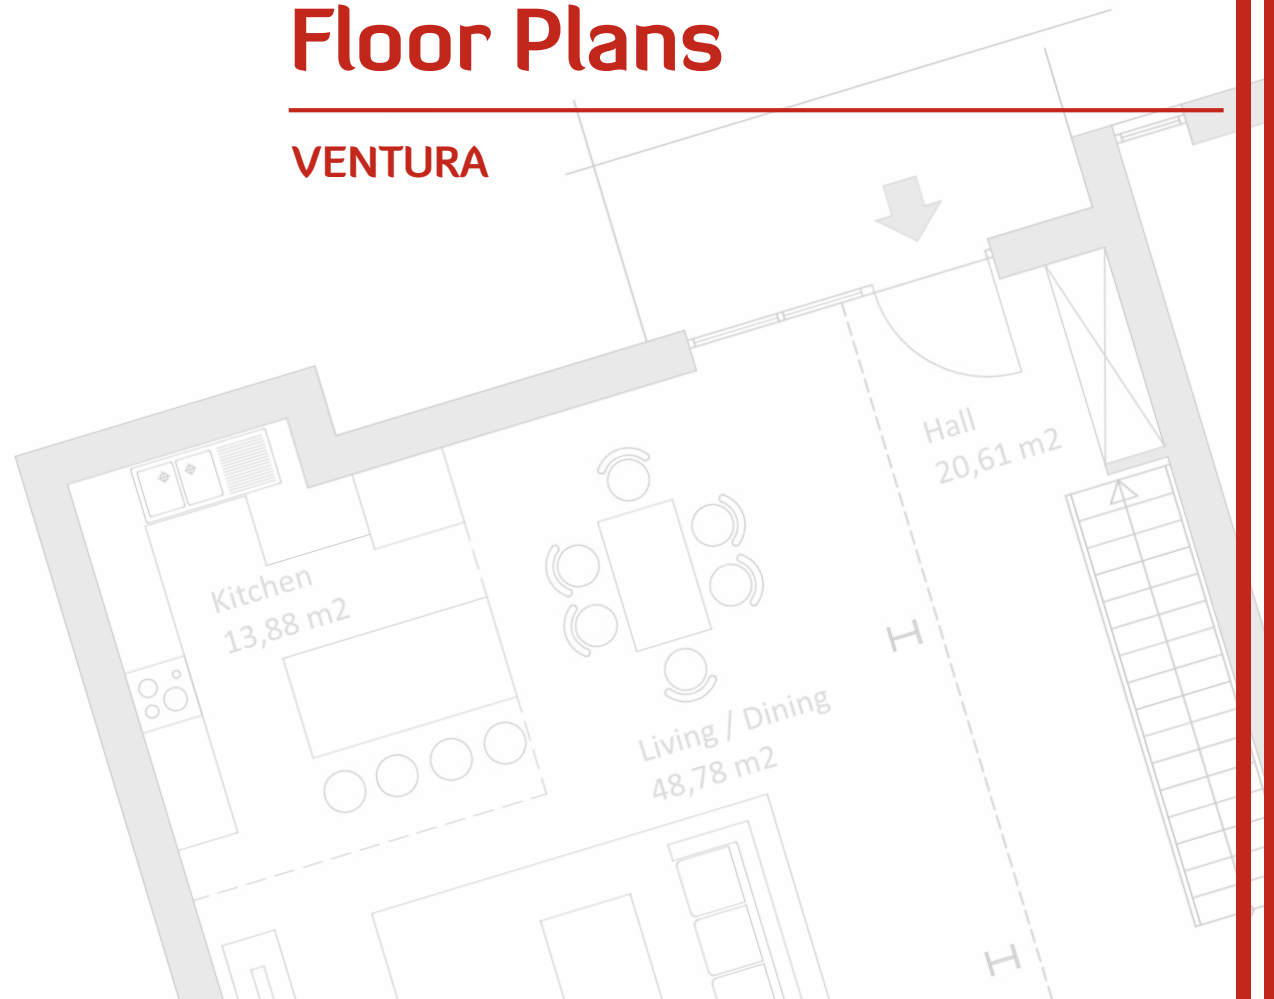 Floor Plans
VENTURA
Hall
20,61 m2
Kitchen
13,88 m2
Living / Dining
48,78 m2